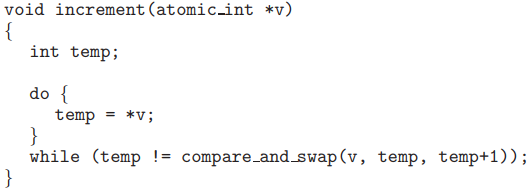 void increment(atomic_int *v)
{
int temp;
do {
temp = *v;
}
while (temp != compare_and_swap(v, temp, temp+1));
}